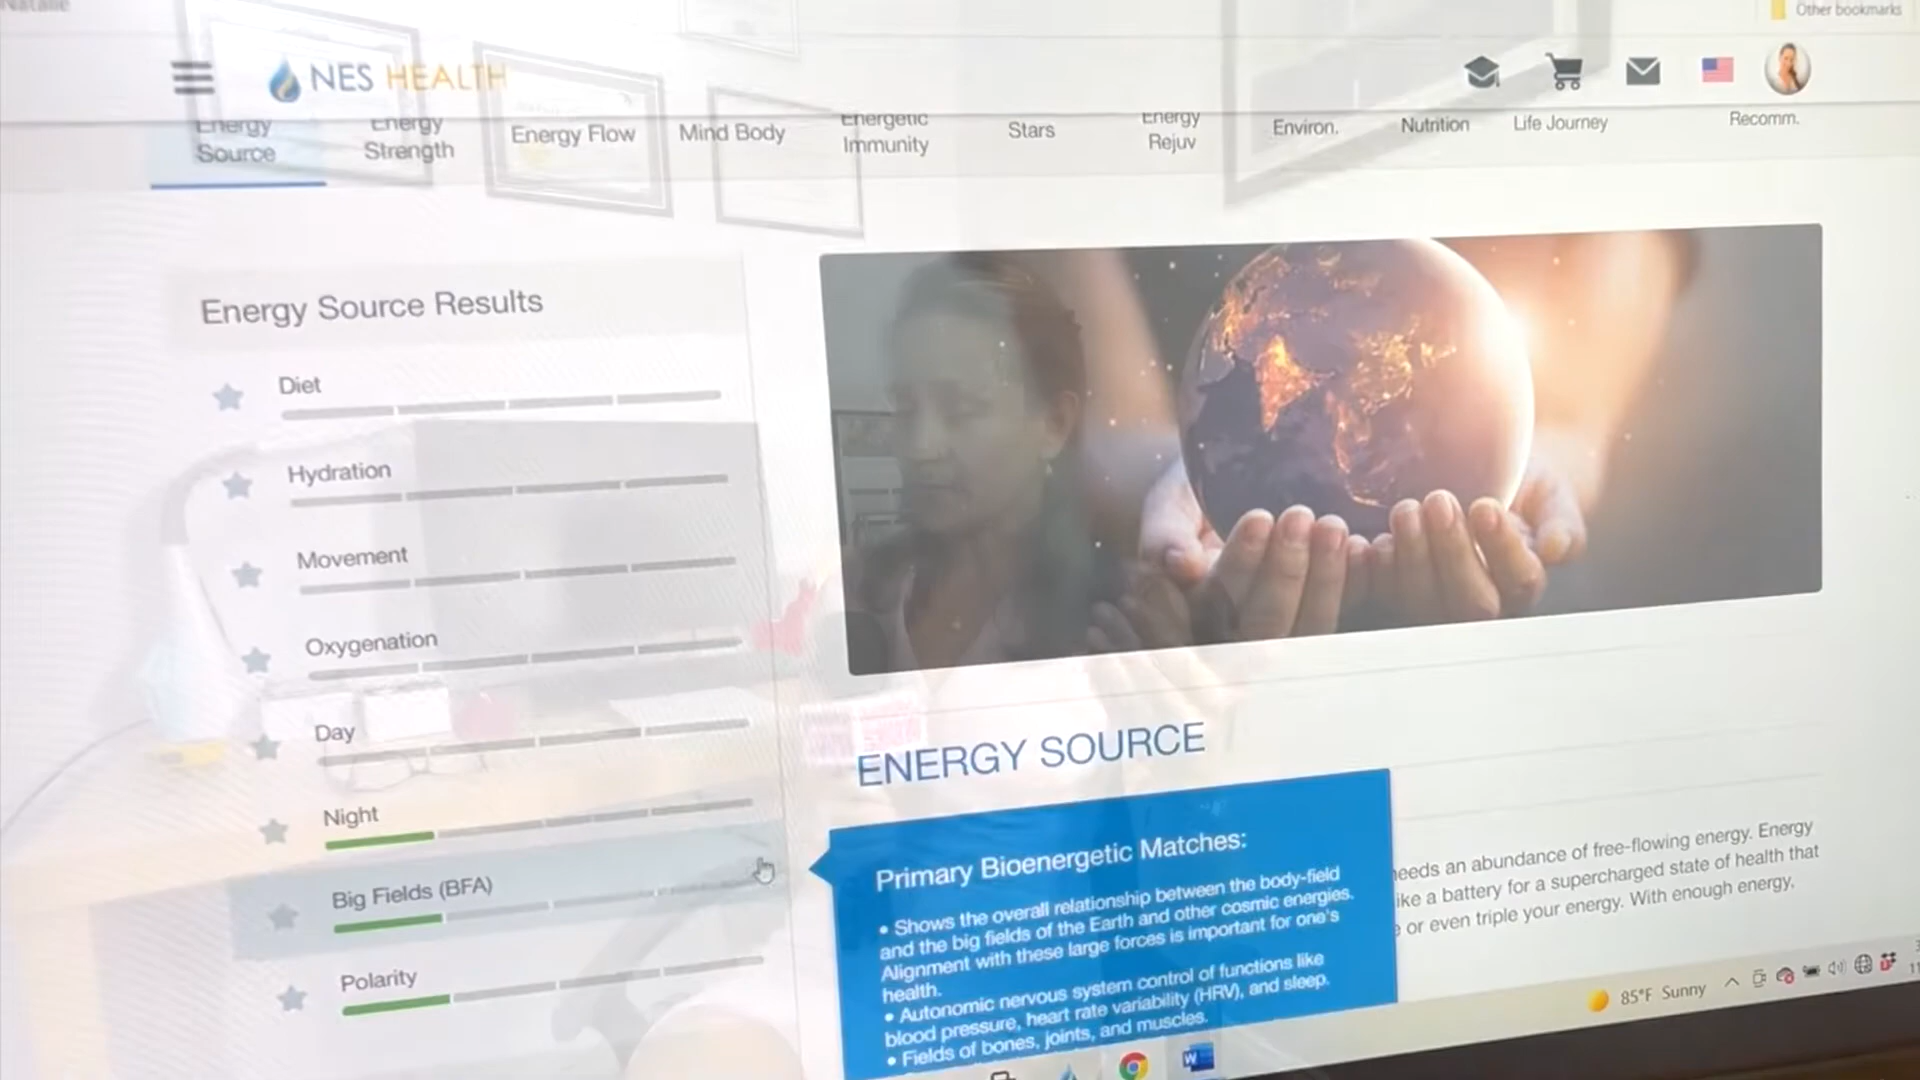 Natalie
Other bookmarks
NES HEALTH
Energy
Source
Energy
Strength
Energy Flow
Mind Body
Energetic
Immunity
Stars
Energy
Rejuv
Environ.
Nutrition
Life Journey
Recomm.
Energy Source Results
Diet
Hydration
Movement
Oxygenation
Day
Night
Big Fields (BFA)
Polarity
ENERGY SOURCE
Primary Bioenergetic Matches:
• Shows the overall relationship between the body-field
and the big fields of the Earth and other cosmic energies.
Alignment with these large forces is important for one's
health.
• Autonomic nervous system control of functions like
blood pressure, heart rate variability (HRV), and sleep.
• Fields of bones, joints, and muscles.
needs an abundance of free-flowing energy. Energy
like a battery for a supercharged state of health that
or even triple your energy. With enough energy,
85°F Sunny